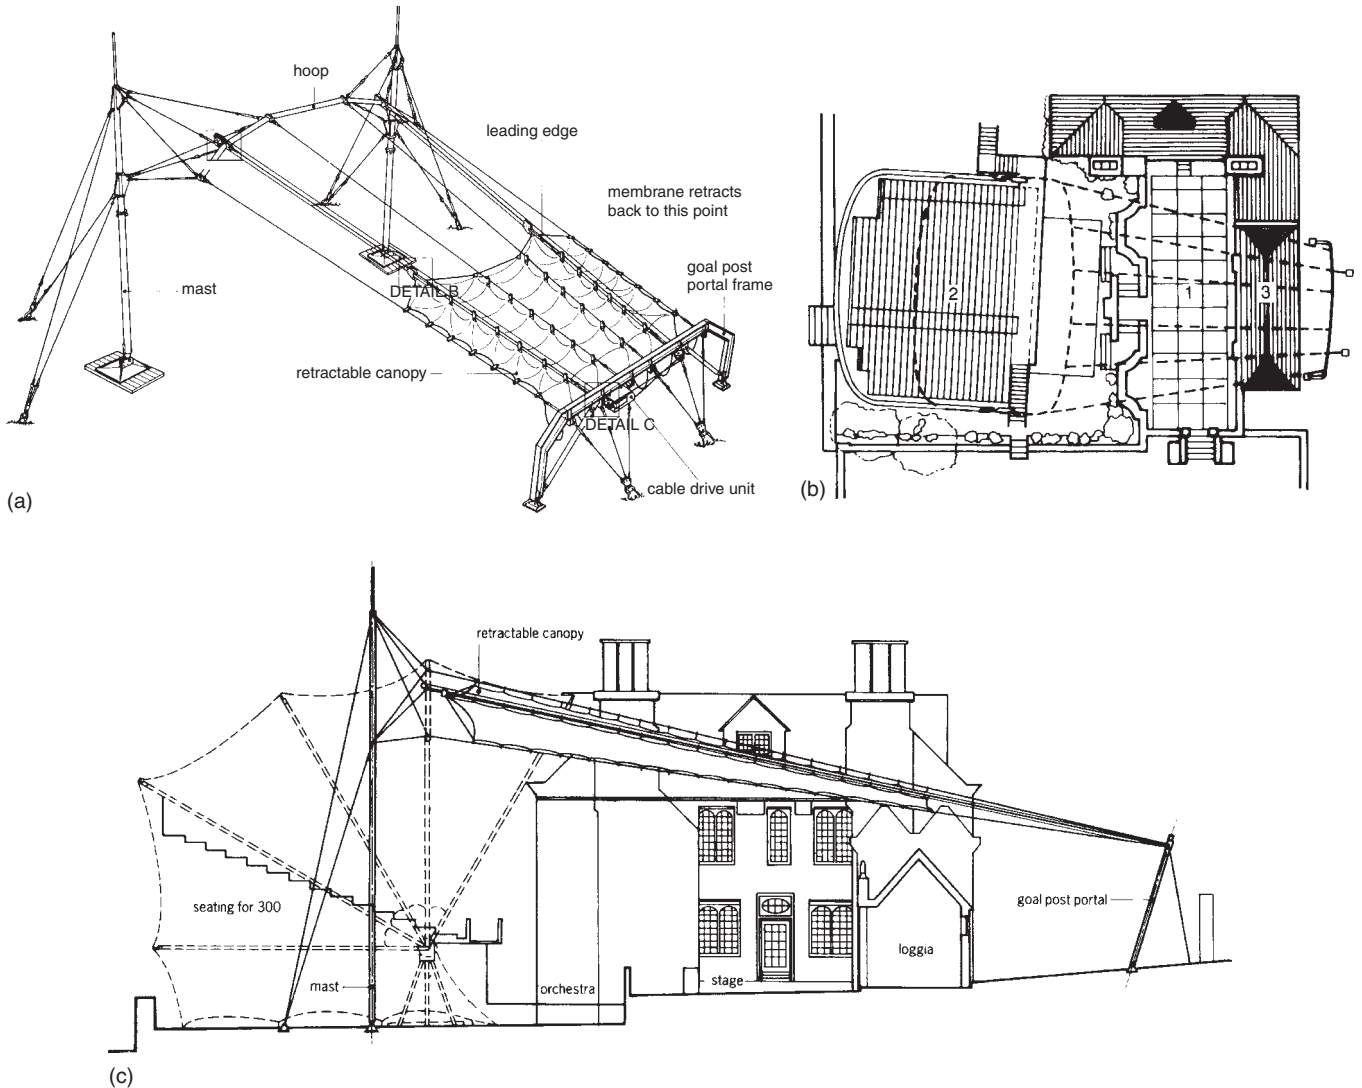 hoop
leading edge
membrane retracts
back to this point
goal post
portal frame
mast
DETAIL B
retractable canopy
DETAIL C
cable drive unit
(a)
2
1
3
(b)
retractable canopy
seating for 300
mast
orchestra
stage
loggia
goal post portal
(c)